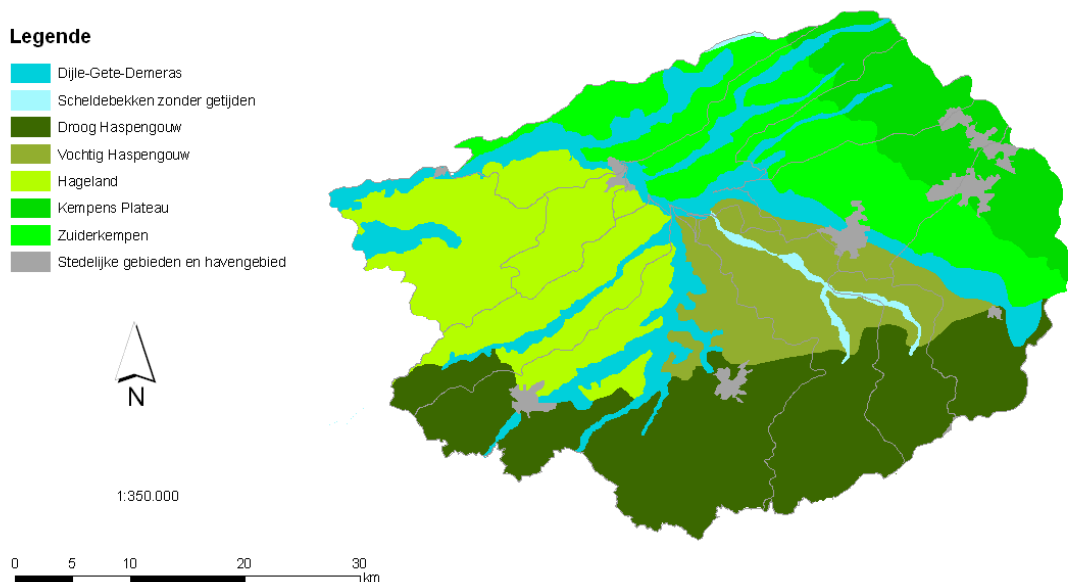 Legende
Dijle-Gete-Demeras
Scheldebekken zonder getijden
Droog Haspengouw
Vochtig Haspengouw
Hageland
Kempens Plateau
Zuiderkempen
Stedelijke gebieden en havengebied
N
1:350.000
0 5 10 20 30
km